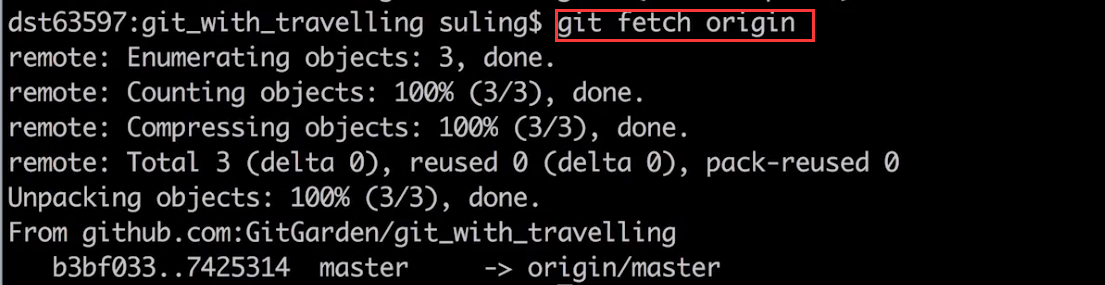 dst63597:git_with_travelling suling$ git fetch origin
remote: Enumerating objects: 3, done.
remote: Counting objects: 100% (3/3), done.
remote: Compressing objects: 100% (3/3), done.
remote: Total 3 (delta 0), reused 0 (delta 0), pack-reused 0
Unpacking objects: 100% (3/3), done.
From github.com:GitGarden/git_with_travelling
   b3bf033..7425314  master     -> origin/master